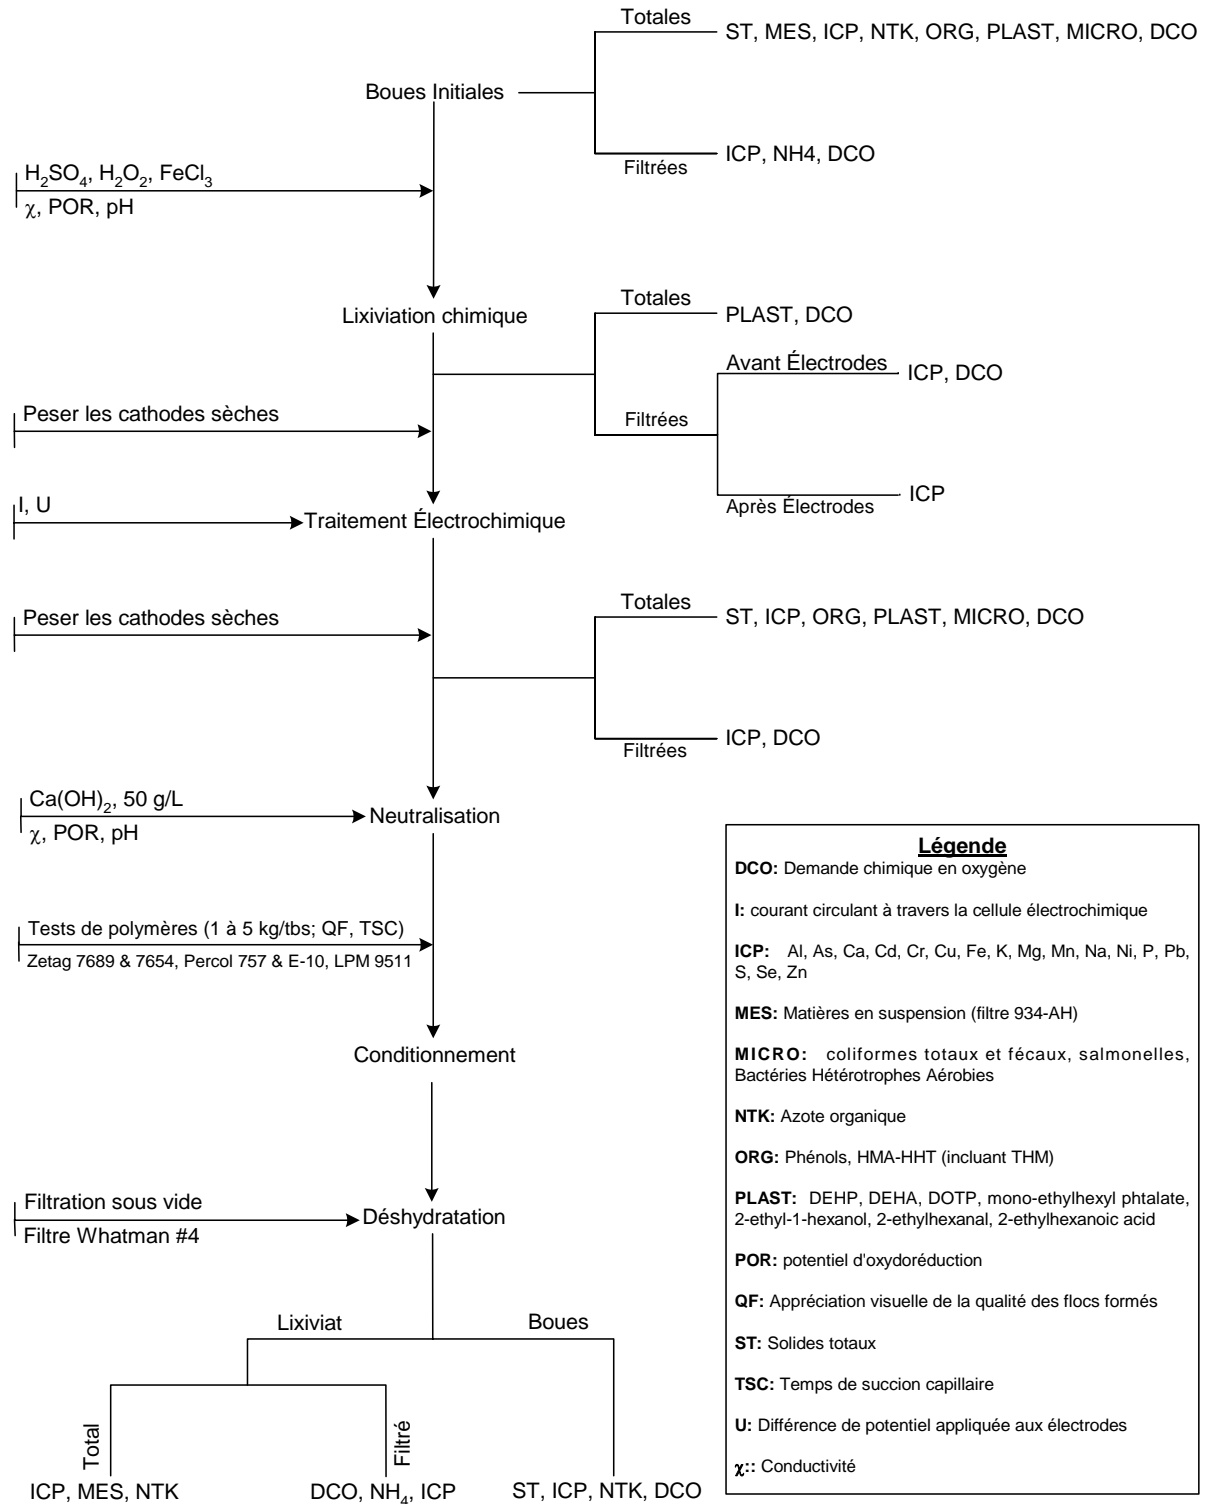 Totales
ST, MES, ICP, NTK, ORG, PLAST, MICRO, DCO
Boues Initiales
Filtrées
ICP, NH4, DCO
H₂SO₄, H₂O₂, FeCl₃
χ, POR, pH
Totales
PLAST, DCO
Lixiviation chimique
Avant Électrodes
ICP, DCO
Peser les cathodes sèches
Filtrées
Après Électrodes
ICP
I, U
Traitement Électrochimique
Totales
ST, ICP, ORG, PLAST, MICRO, DCO
Peser les cathodes sèches
Filtrées
ICP, DCO
Ca(OH)₂, 50 g/L
χ, POR, pH
Neutralisation
Tests de polymères (1 à 5 kg/tbs; QF, TSC)
Zetag 7689 & 7654, Percol 757 & E-10, LPM 9511
Conditionnement
Filtration sous vide
Filtre Whatman #4
Déshydratation
Lixiviat
Boues
Total
Filtré
ICP, MES, NTK
DCO, NH₄, ICP
ST, ICP, NTK, DCO
Légende
DCO: Demande chimique en oxygène
I: courant circulant à travers la cellule électrochimique
ICP: Al, As, Ca, Cd, Cr, Cu, Fe, K, Mg, Mn, Na, Ni, P, Pb,
S, Se, Zn
MES: Matières en suspension (filtre 934-AH)
MICRO: coliformes totaux et fécaux, salmonelles,
Bactéries Hétérotrophes Aérobies
NTK: Azote organique
ORG: Phénols, HMA-HHT (incluant THM)
PLAST: DEHP, DEHA, DOTP, mono-ethylhexyl phtalate,
2-ethyl-1-hexanol, 2-ethylhexanal, 2-ethylhexanoic acid
POR: potentiel d'oxydoréduction
QF: Appréciation visuelle de la qualité des flocs formés
ST: Solides totaux
TSC: Temps de succion capillaire
U: Différence de potentiel appliquée aux électrodes
χ:: Conductivité